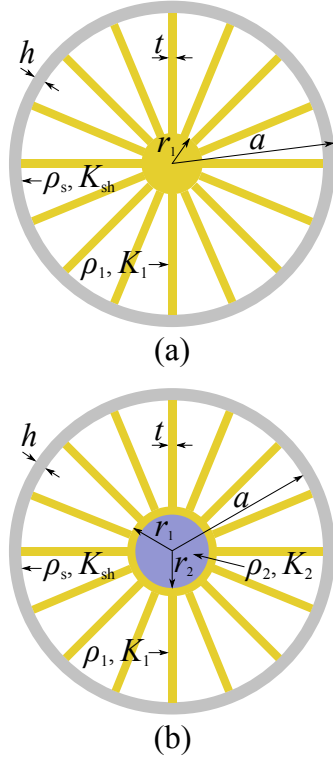 h t
r₁ a
ρₛ, Kₛₕ
ρ₁, K₁
(a)
h t
r₁ a
r₂
ρₛ, Kₛₕ ρ₂, K₂
ρ₁, K₁
(b)